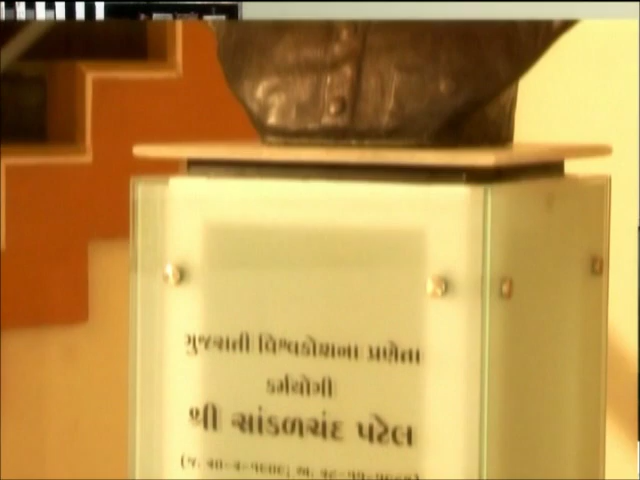 ગુજરાતી વિશ્વકોશના પ્રણેતા
કર્મયોગી
શ્રી સાંકળચંદ પટેલ